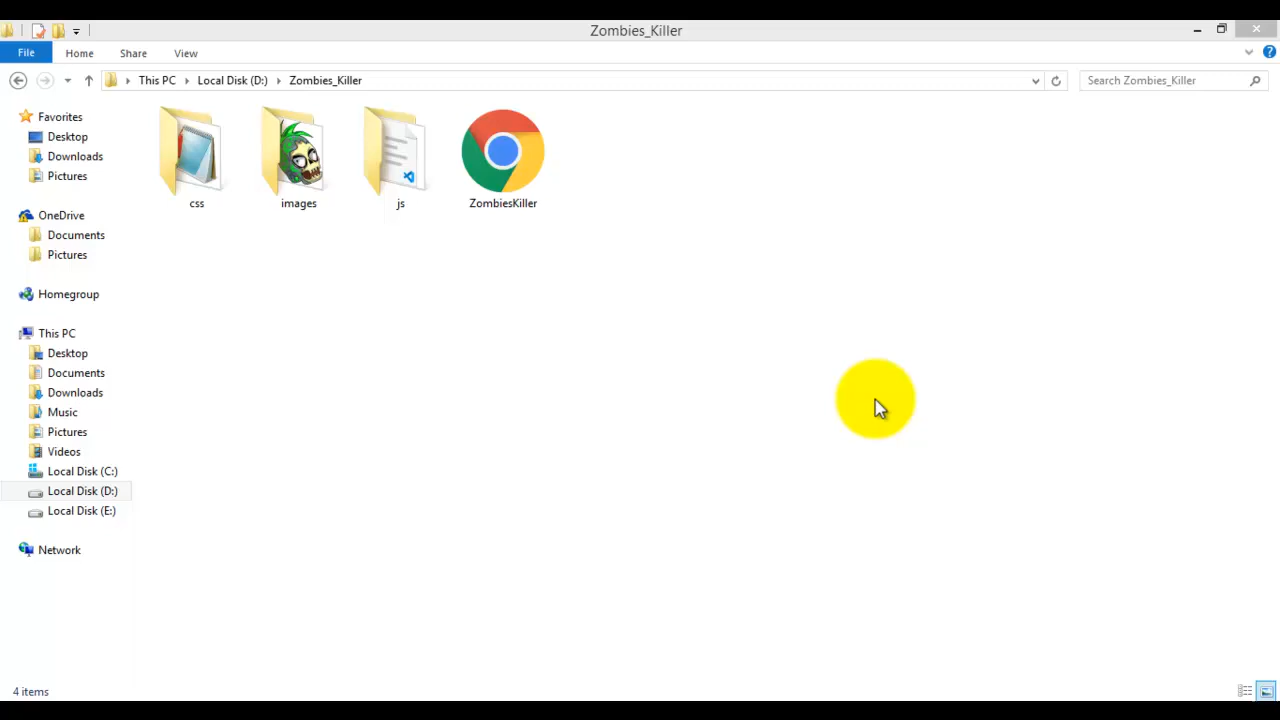 Zombies_Killer
File Home Share View
This PC Local Disk (D:) Zombies_Killer
Search Zombies_Killer
Favorites
Desktop
Downloads
Pictures
OneDrive
Documents
Pictures
Homegroup
This PC
Desktop
Documents
Downloads
Music
Pictures
Videos
Local Disk (C:)
Local Disk (D:)
Local Disk (E:)
Network
css images js ZombiesKiller
4 items